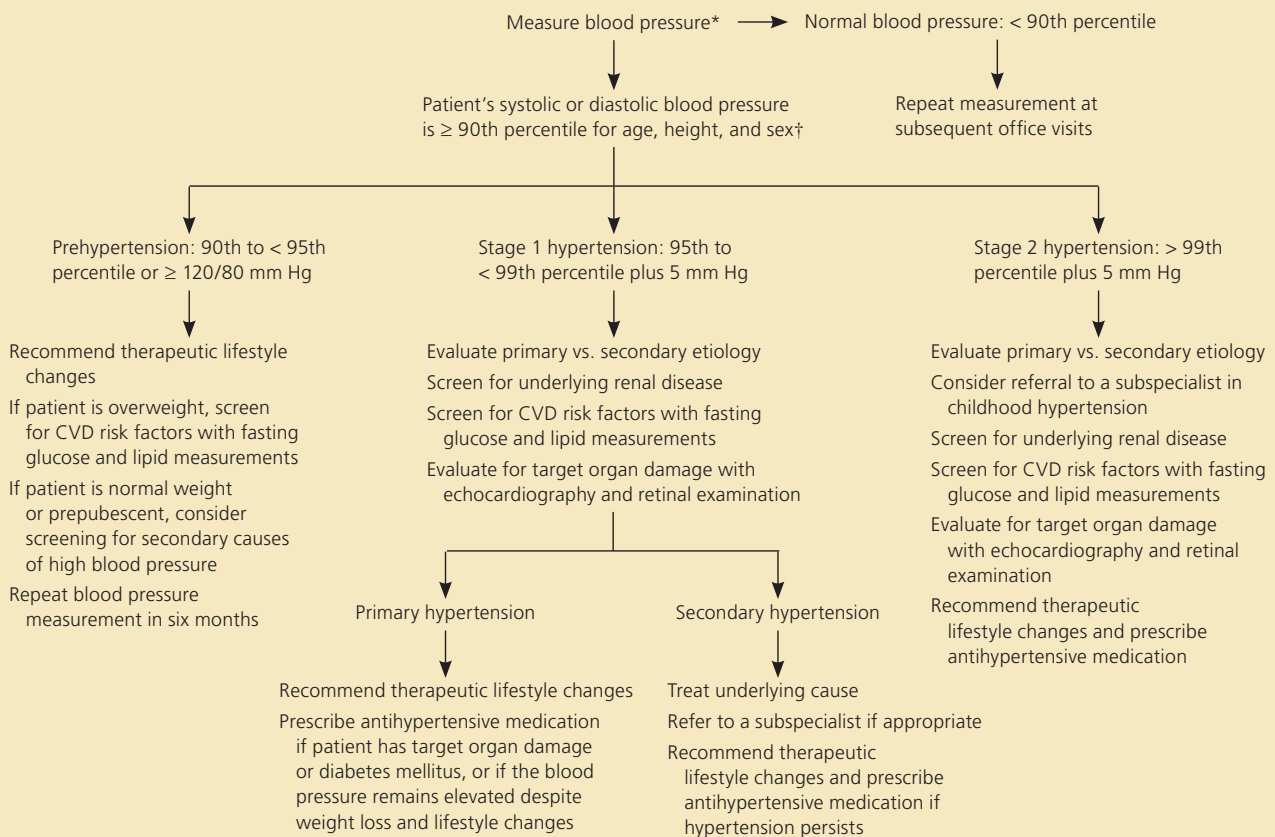 Measure blood pressure*
Normal blood pressure: < 90th percentile
Patient's systolic or diastolic blood pressure
is ≥ 90th percentile for age, height, and sex†
Repeat measurement at
subsequent office visits
Prehypertension: 90th to < 95th
percentile or ≥ 120/80 mm Hg
Stage 1 hypertension: 95th to
< 99th percentile plus 5 mm Hg
Stage 2 hypertension: > 99th
percentile plus 5 mm Hg
Recommend therapeutic lifestyle
changes
If patient is overweight, screen
for CVD risk factors with fasting
glucose and lipid measurements
If patient is normal weight
or prepubescent, consider
screening for secondary causes
of high blood pressure
Repeat blood pressure
measurement in six months
Evaluate primary vs. secondary etiology
Screen for underlying renal disease
Screen for CVD risk factors with fasting
glucose and lipid measurements
Evaluate for target organ damage with
echocardiography and retinal examination
Evaluate primary vs. secondary etiology
Consider referral to a subspecialist in
childhood hypertension
Screen for underlying renal disease
Screen for CVD risk factors with fasting
glucose and lipid measurements
Evaluate for target organ damage
with echocardiography and retinal
examination
Recommend therapeutic
lifestyle changes and prescribe
antihypertensive medication
Primary hypertension
Secondary hypertension
Recommend therapeutic lifestyle changes
Prescribe antihypertensive medication
if patient has target organ damage
or diabetes mellitus, or if the blood
pressure remains elevated despite
weight loss and lifestyle changes
Treat underlying cause
Refer to a subspecialist if appropriate
Recommend therapeutic
lifestyle changes and prescribe
antihypertensive medication if
hypertension persists